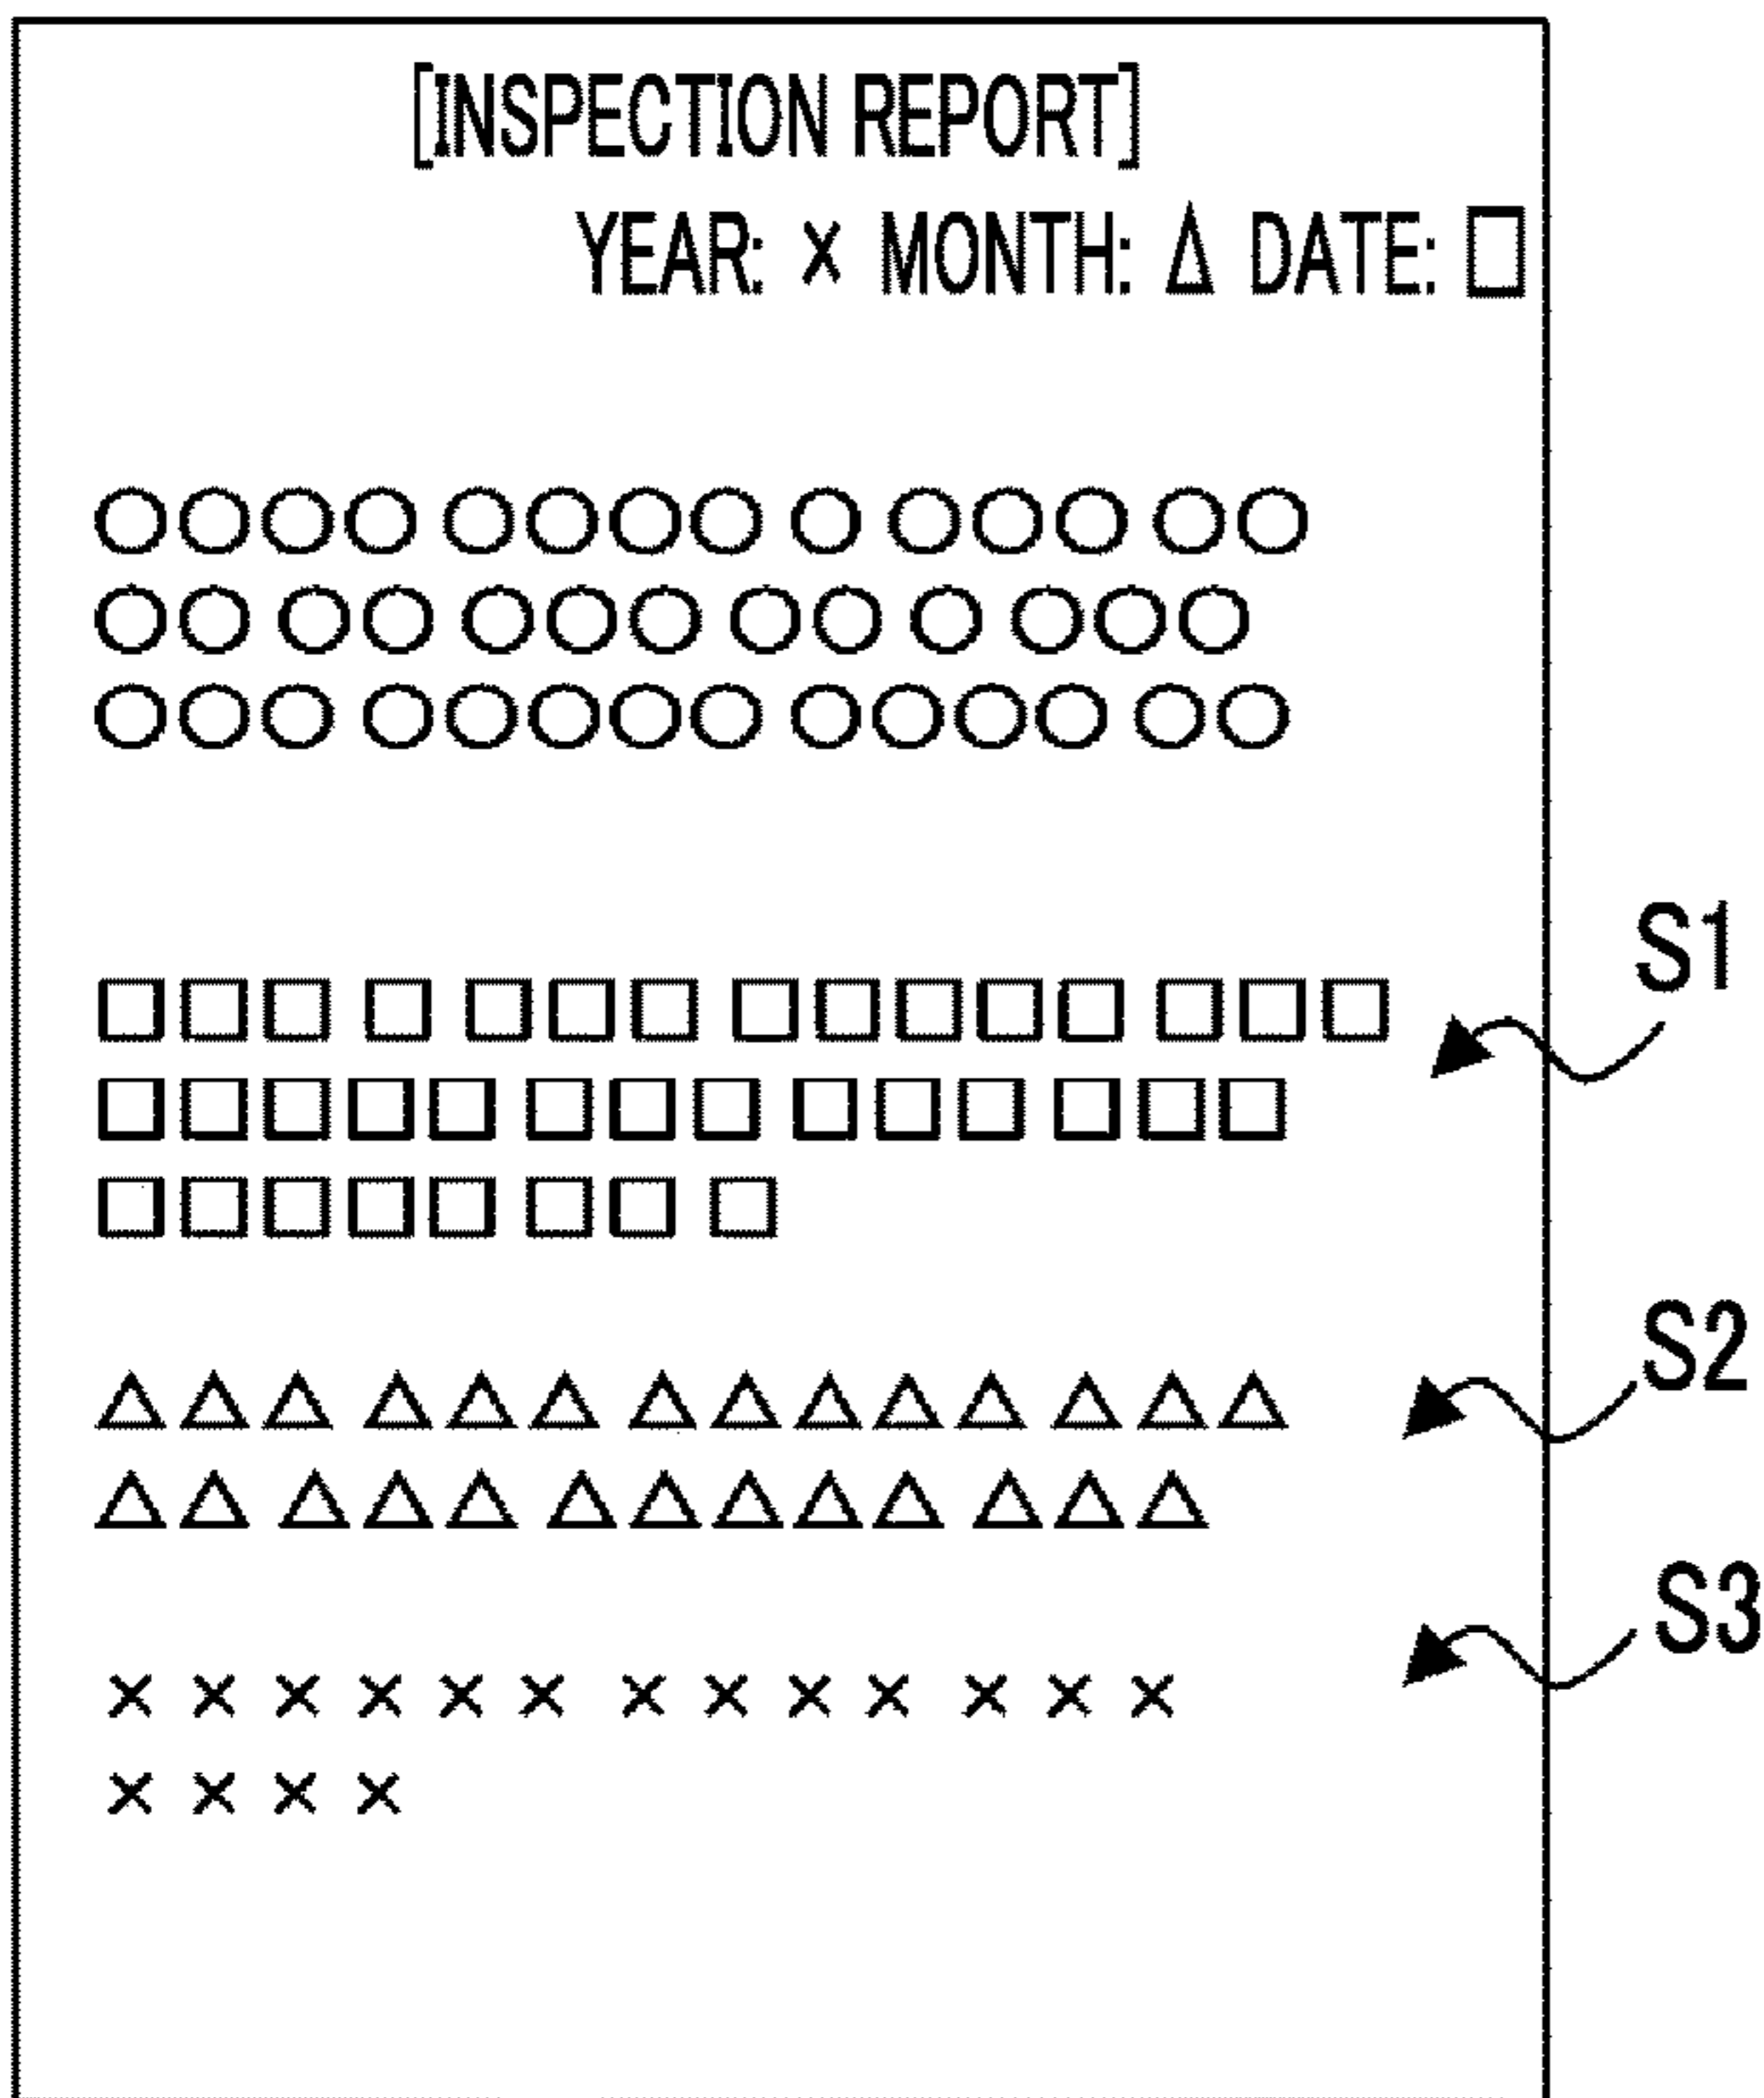 [INSPECTION REPORT]
YEAR: × MONTH: △ DATE: □
○○○○ ○○○○ ○ ○○○ ○○
○○ ○○ ○○○ ○○ ○ ○○○
○○○ ○○○○○ ○○○○ ○○
S1
□□□ □ □□□ □□□□□ □□□
□□□□□ □□□ □□□ □□□
□□□□□ □□ □
S2
△△△ △△△ △△△△△ △△△
△△ △△△ △△△△△ △△△
S3
×××××× ×××× ×××
××××